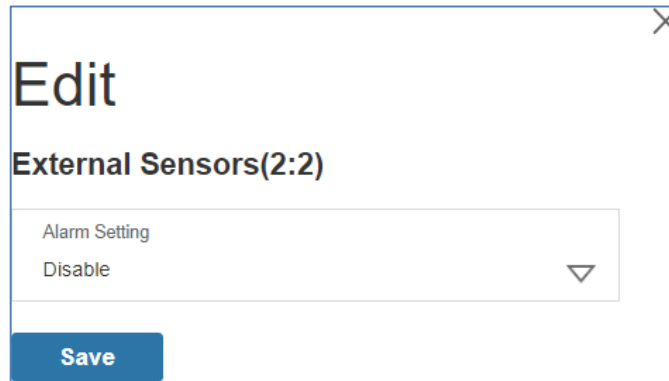 Edit
External Sensors(2:2)
Alarm Setting
Disable
Save